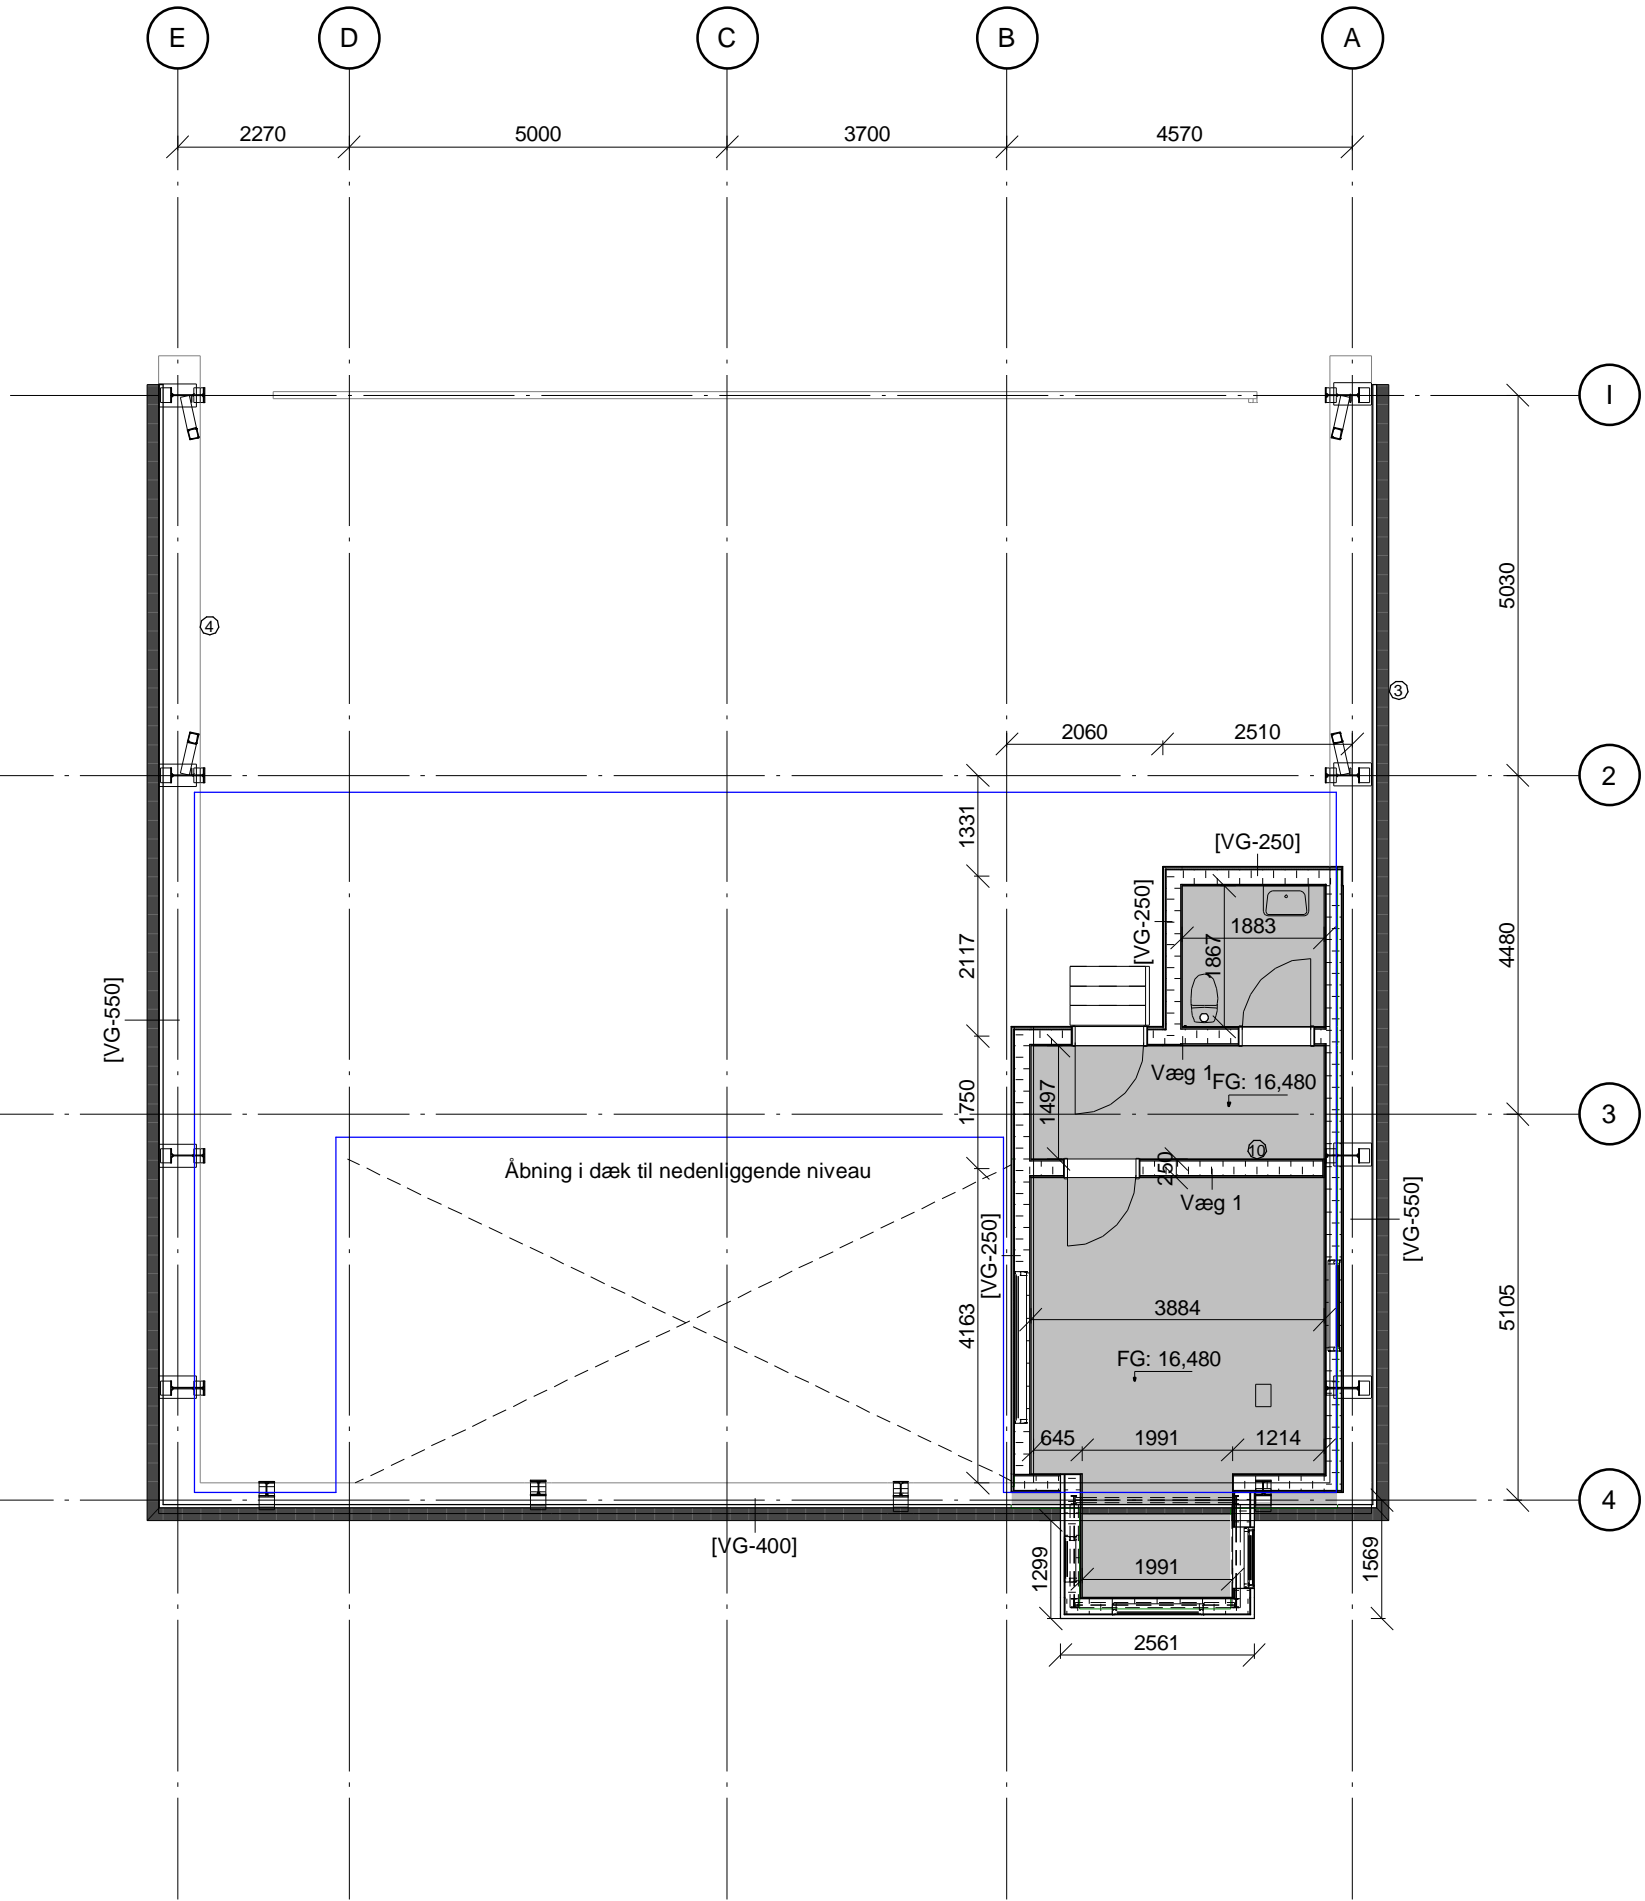 E
D
C
B
A
2270
5000
3700
4570
I
5030
4
3
2060
2510
2
1331
[VG-250]
[VG-250]
1883
1867
2117
4480
[VG-550]
Væg 1
FG: 16,480
1497
1750
3
10
250
Åbning i dæk til nedenliggende niveau
Væg 1
[VG-250]
[VG-550]
3884
4163
5105
FG: 16,480
645
1991
1214
4
[VG-400]
1299
1991
1569
2561